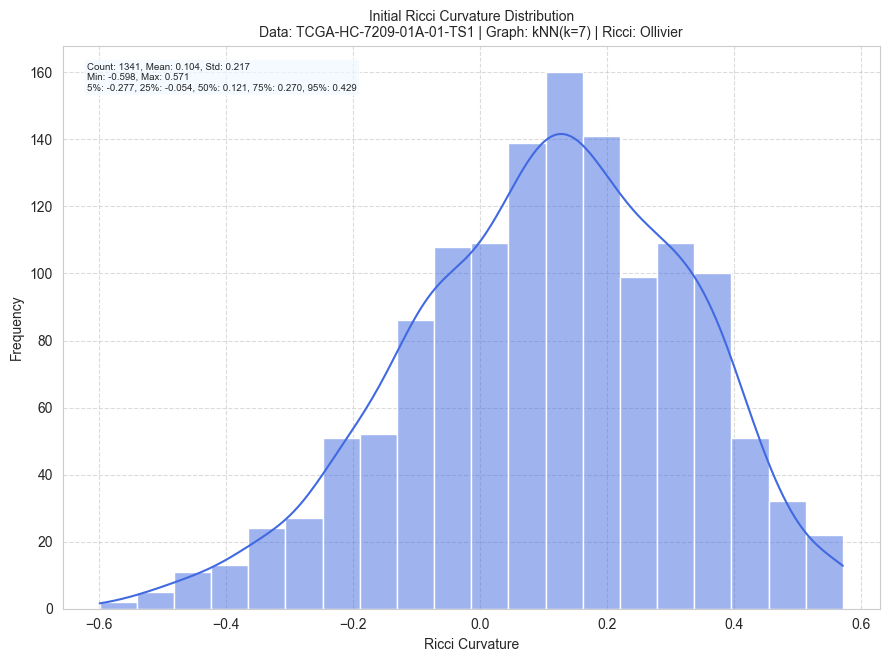 Initial Ricci Curvature Distribution
Data: TCGA-HC-7209-01A-01-TS1 | Graph: kNN(k=7) | Ricci: Ollivier
Count: 1341, Mean: 0.104, Std: 0.217
Min: -0.598, Max: 0.571
5%: -0.277, 25%: -0.054, 50%: 0.121, 75%: 0.270, 95%: 0.429
160
140
120
100
80
60
40
20
0
Frequency
−0.6 −0.4 −0.2 0.0 0.2 0.4 0.6
Ricci Curvature